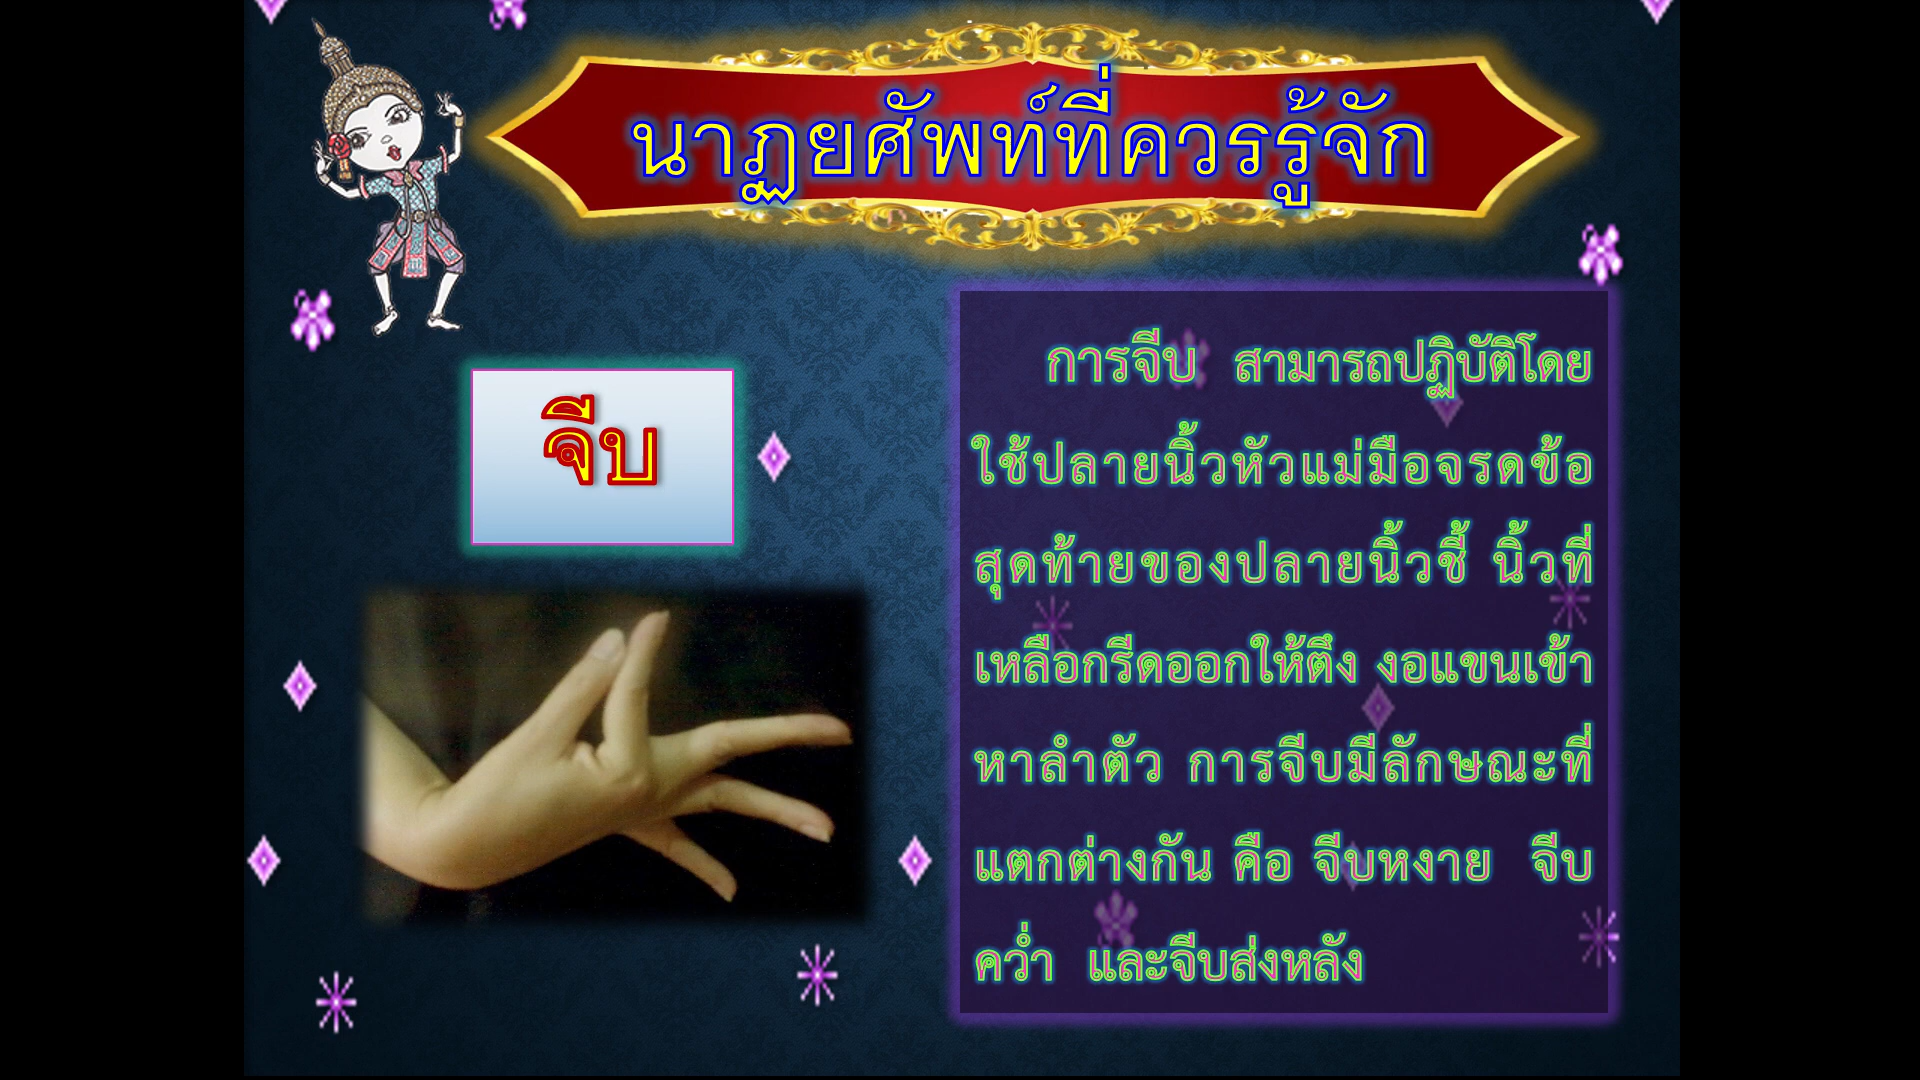 นาฏยศัพท์ที่ควรรู้จัก
จีบ
การจีบ สามารถปฏิบัติโดย
ใช้ปลายนิ้วหัวแม่มือจรดข้อ
สุดท้ายของปลายนิ้วชี้ นิ้วที่
เหลือกรีดออกให้ตึง งอแขนเข้า
หาลำตัว การจีบมีลักษณะที่
แตกต่างกัน คือ จีบหงาย จีบ
คว่ำ และจีบส่งหลัง